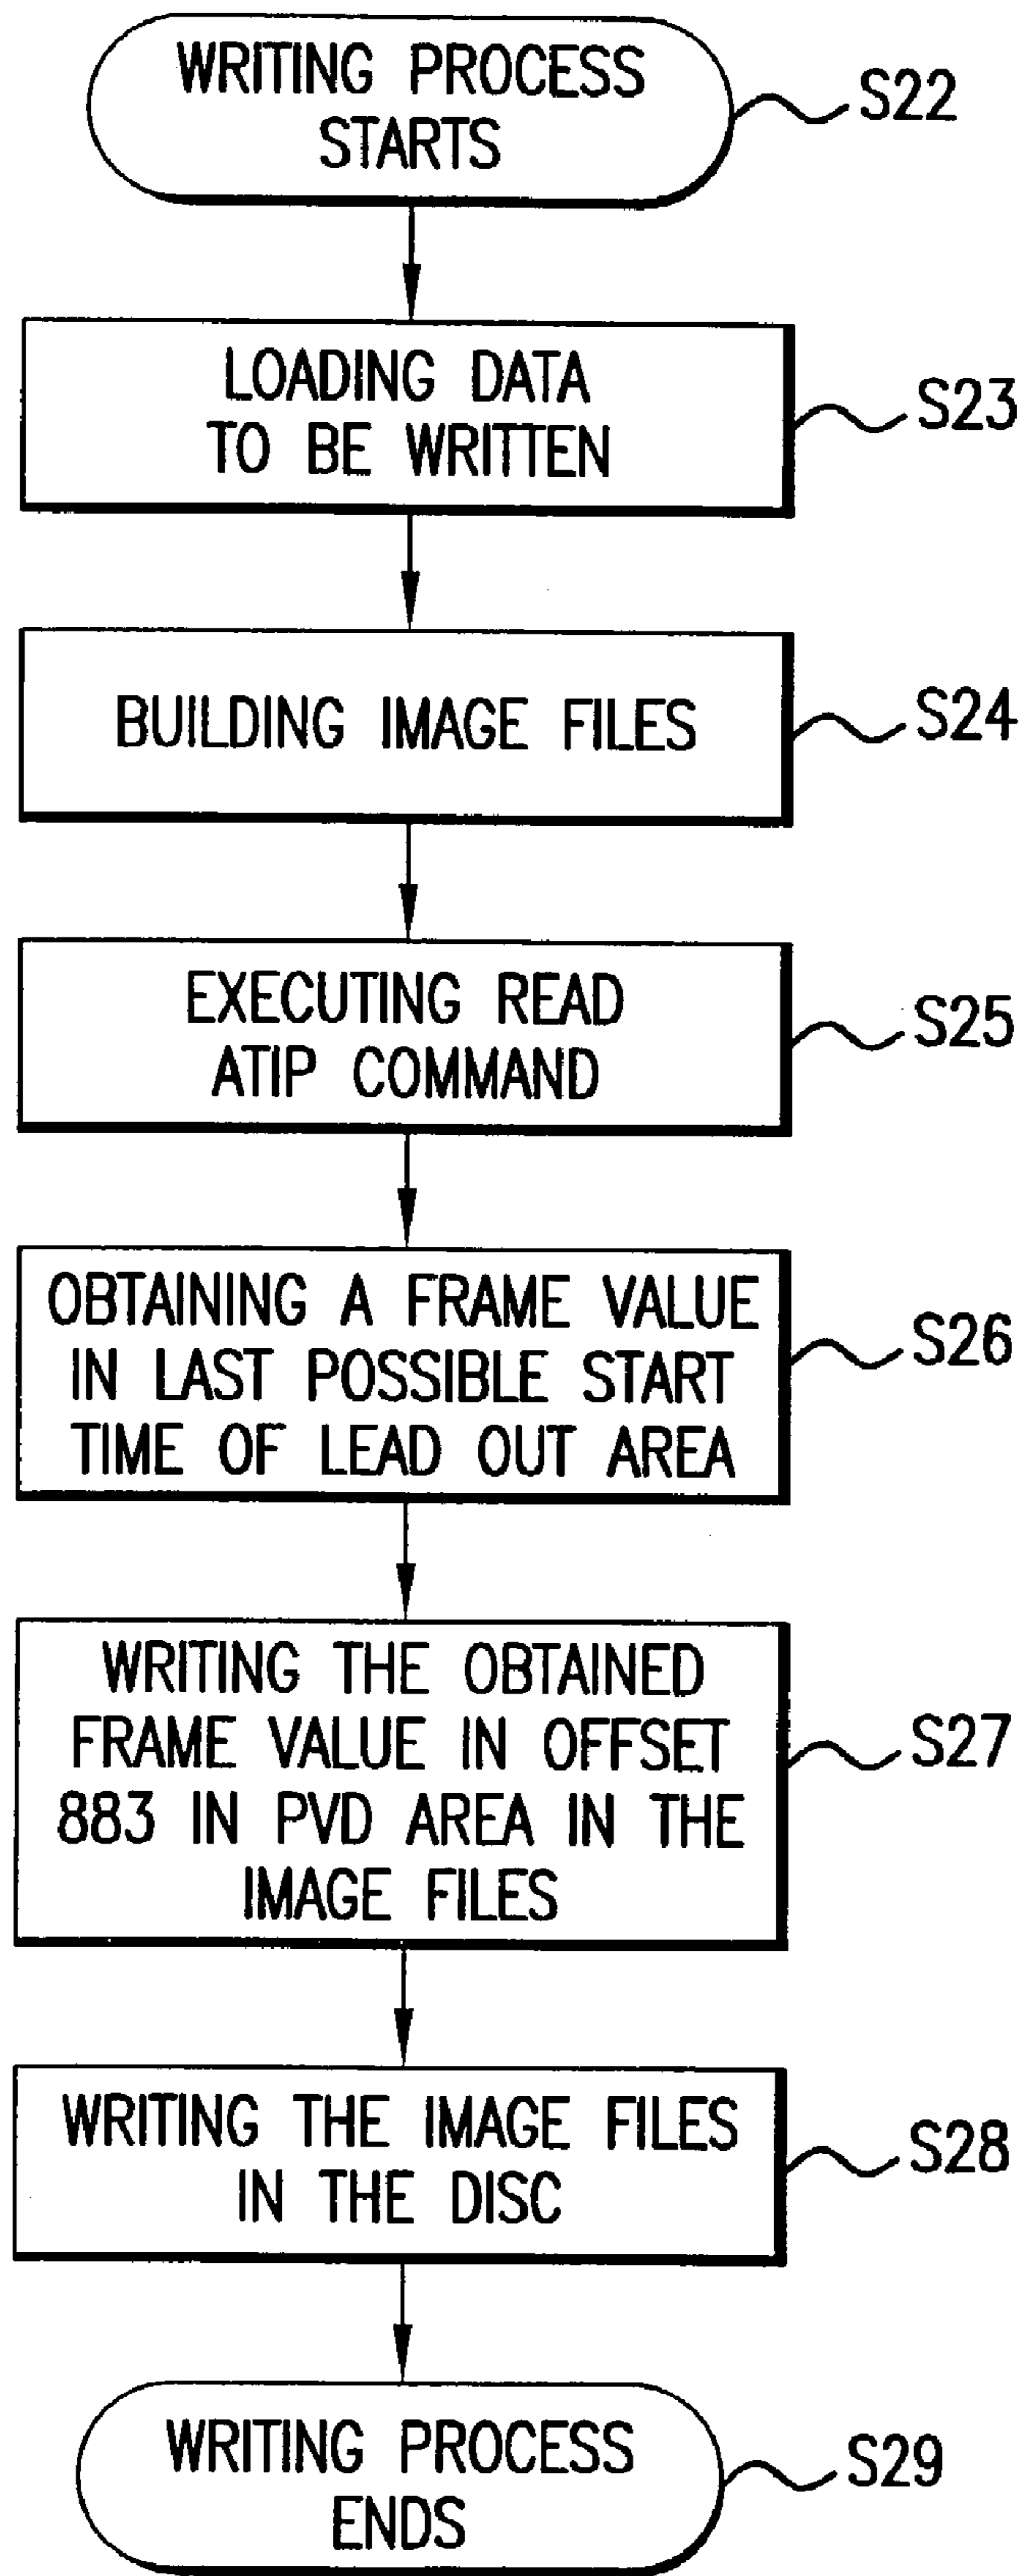 WRITING PROCESS
STARTS
S22
LOADING DATA
TO BE WRITTEN
S23
BUILDING IMAGE FILES
S24
EXECUTING READ
ATIP COMMAND
S25
OBTAINING A FRAME VALUE
IN LAST POSSIBLE START
TIME OF LEAD OUT AREA
S26
WRITING THE OBTAINED
FRAME VALUE IN OFFSET
883 IN PVD AREA IN THE
IMAGE FILES
S27
WRITING THE IMAGE FILES
IN THE DISC
S28
WRITING PROCESS
ENDS
S29